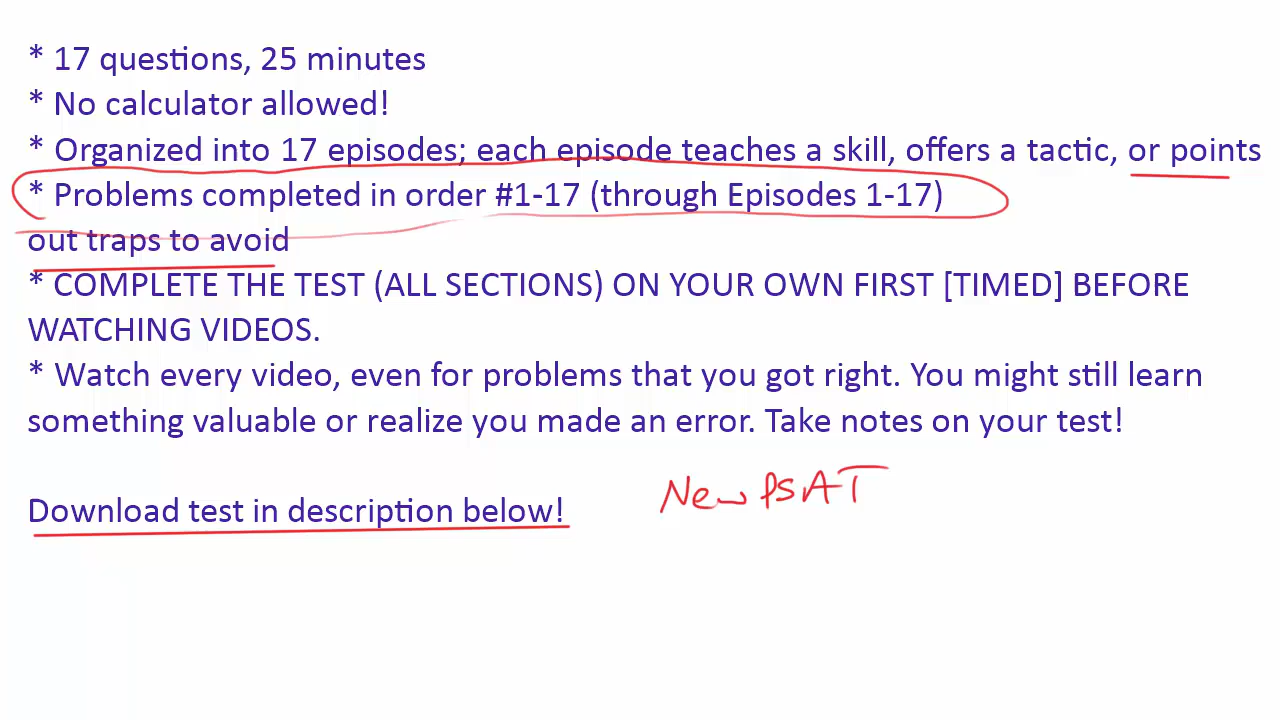 * 17 questions, 25 minutes
* No calculator allowed!
* Organized into 17 episodes; each episode teaches a skill, offers a tactic, or points
* Problems completed in order #1-17 (through Episodes 1-17)
out traps to avoid
* COMPLETE THE TEST (ALL SECTIONS) ON YOUR OWN FIRST [TIMED] BEFORE
WATCHING VIDEOS.
* Watch every video, even for problems that you got right. You might still learn
something valuable or realize you made an error. Take notes on your test!
New PSAT
Download test in description below!